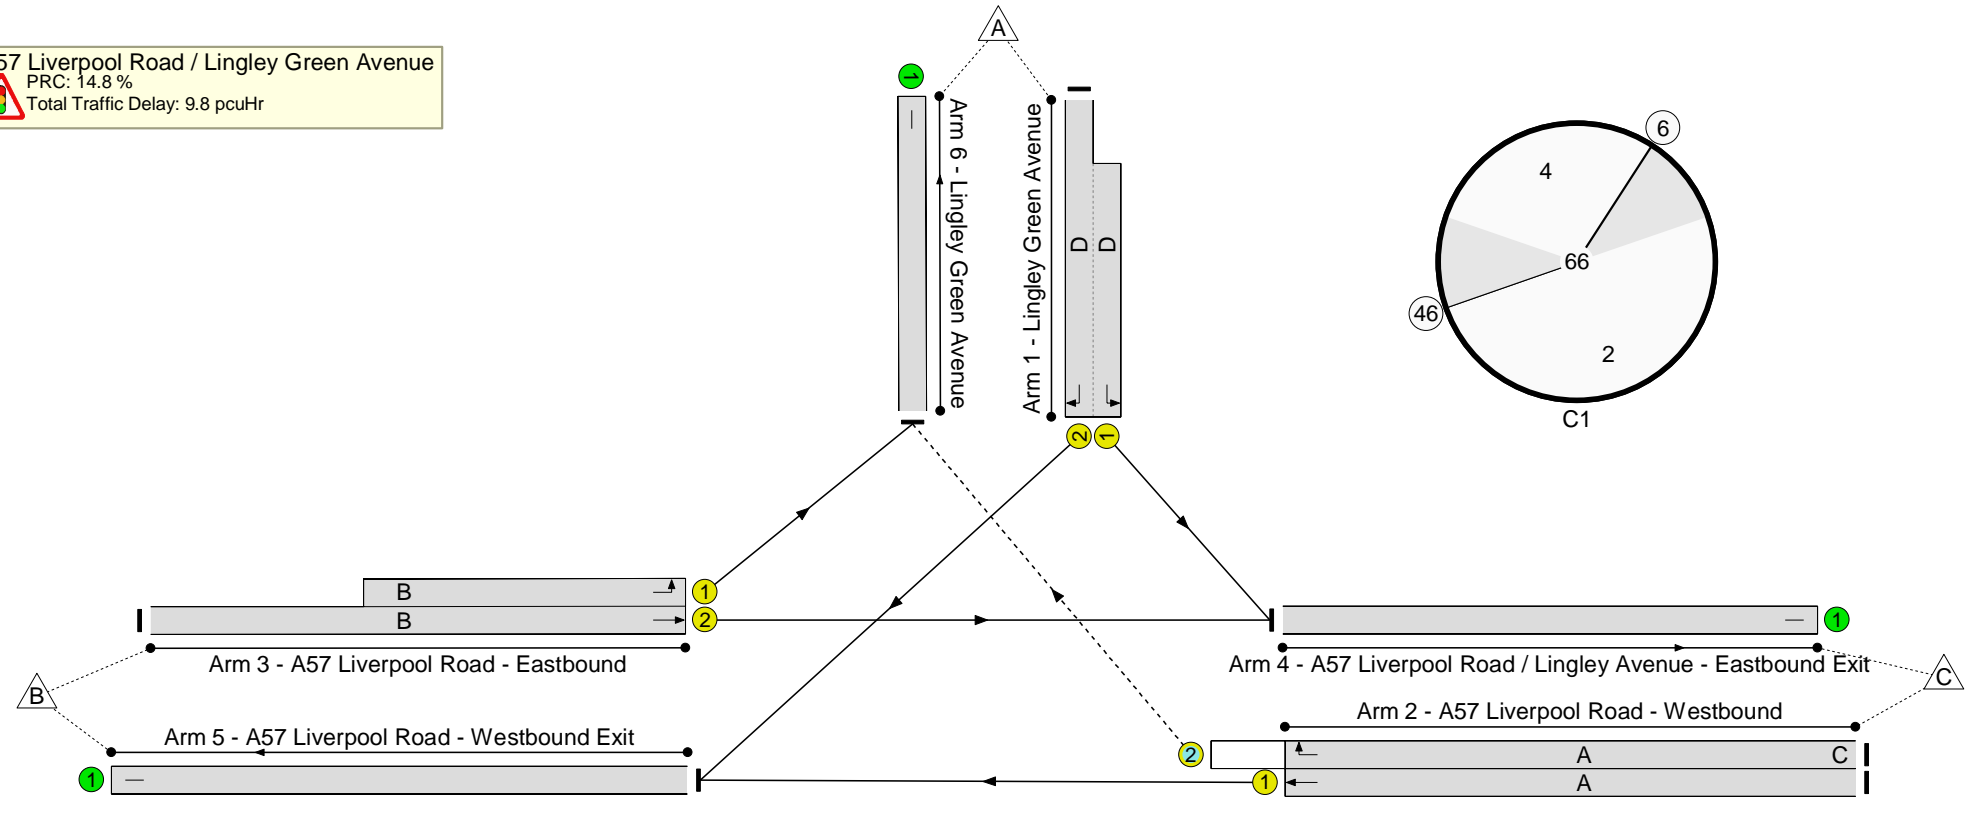 57 Liverpool Road / Lingley Green Avenue
PRC: 14.8 %
Total Traffic Delay: 9.8 pcuHr
A
1
Arm 6 - Lingley Green Avenue
Arm 1 - Lingley Green Avenue
D
D
2
1
6
4
66
46
2
C1
B
1
B
2
Arm 3 - A57 Liverpool Road - Eastbound
B
Arm 5 - A57 Liverpool Road - Westbound Exit
1
1
Arm 4 - A57 Liverpool Road / Lingley Avenue - Eastbound Exit
C
Arm 2 - A57 Liverpool Road - Westbound
2
A
C
1
A